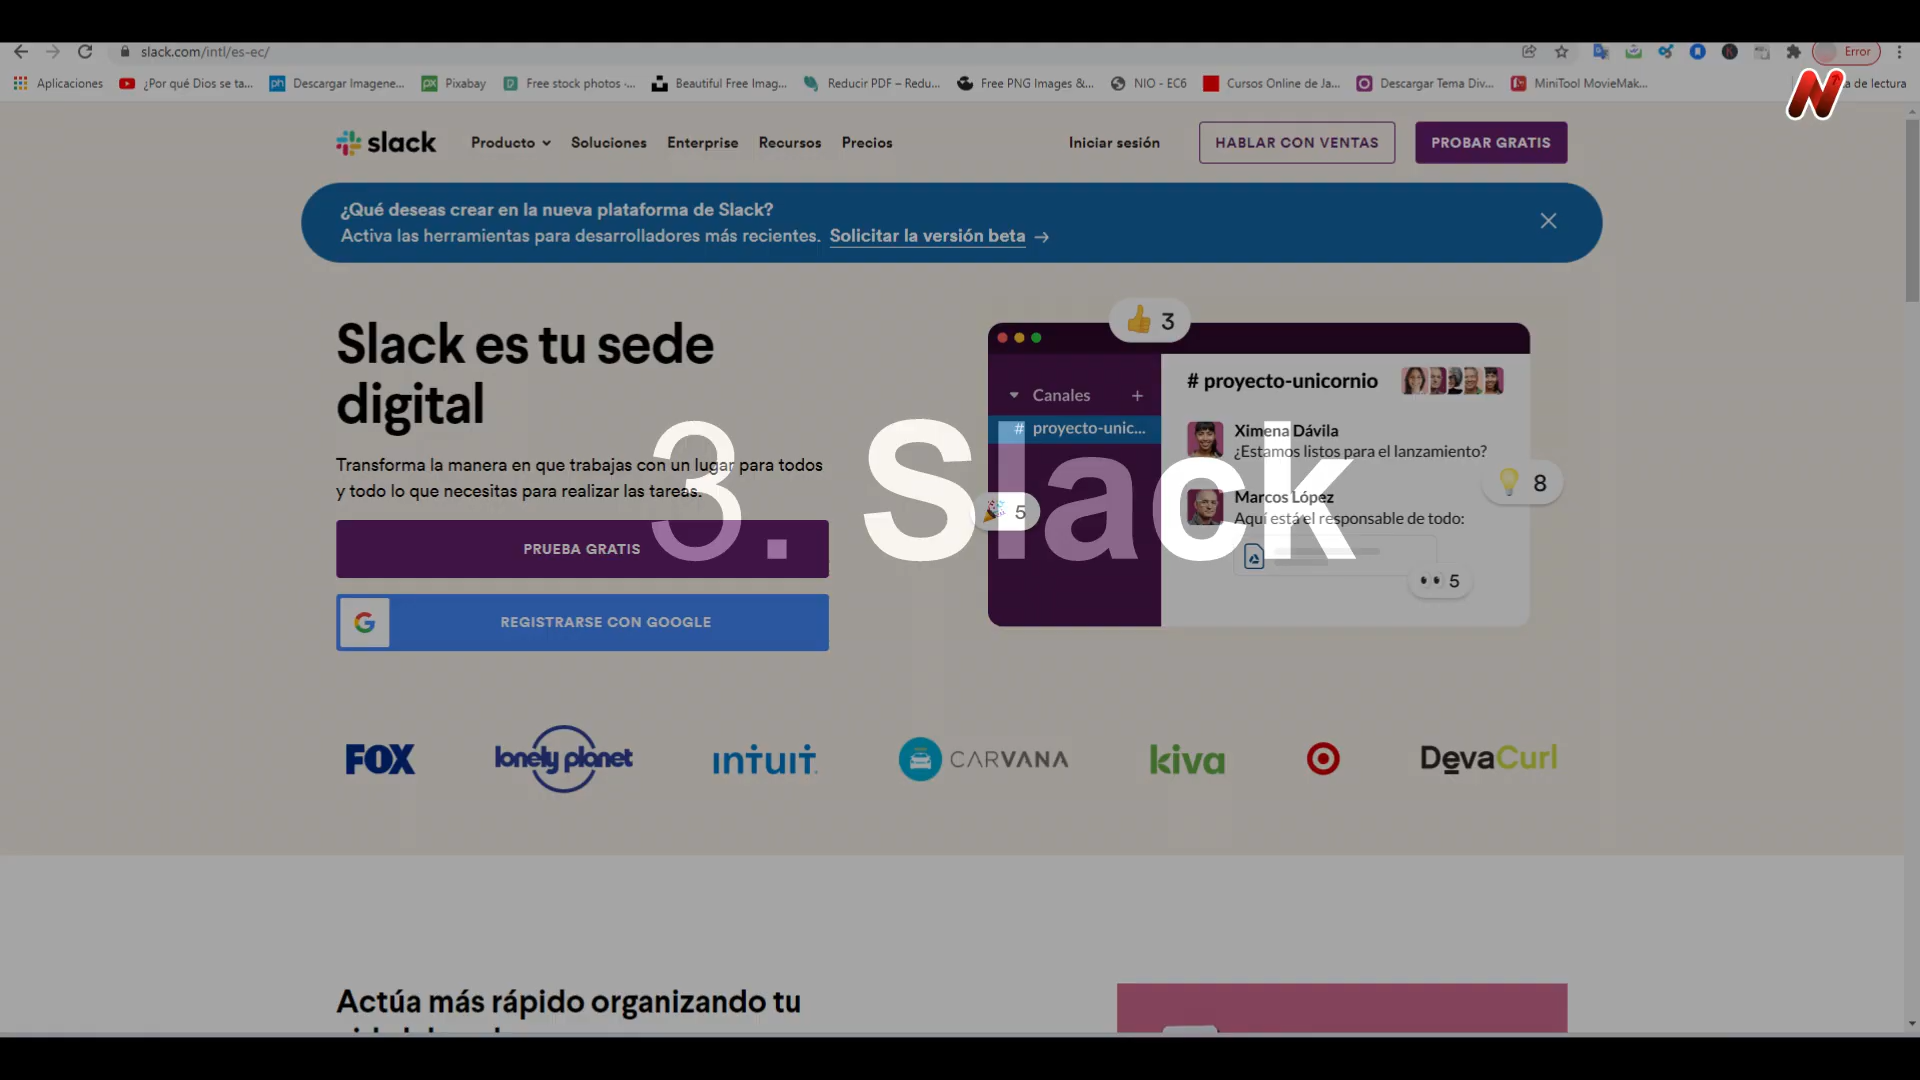 slack.com/intl/es-ec/
Error
Aplicaciones
¿Por qué Dios se ta...
Descargar Imagene...
Pixabay
Free stock photos -...
Beautiful Free Imag...
Reducir PDF – Redu...
Free PNG Images &...
NIO - EC6
Cursos Online de Ja...
Descargar Tema Div...
MiniTool MovieMak...
de lectura
slack
Producto
Soluciones
Enterprise
Recursos
Precios
Iniciar sesión
HABLAR CON VENTAS
PROBAR GRATIS
¿Qué deseas crear en la nueva plataforma de Slack?
Activa las herramientas para desarrolladores más recientes. Solicitar la versión beta →
Slack es tu sede
digital
Transforma la manera en que trabajas con un lugar para todos
y todo lo que necesitas para realizar las tareas.
PRUEBA GRATIS
REGISTRARSE CON GOOGLE
3
Canales +
# proyecto-unic...
# proyecto-unicornio
Ximena Dávila
¿Estamos listos para el lanzamiento?
8
Marcos López
Aquí está el responsable de todo:
5
5
3. Slack
FOX
lonely planet
intuit
CARVANA
kiva
DevaCurl
Actúa más rápido organizando tu